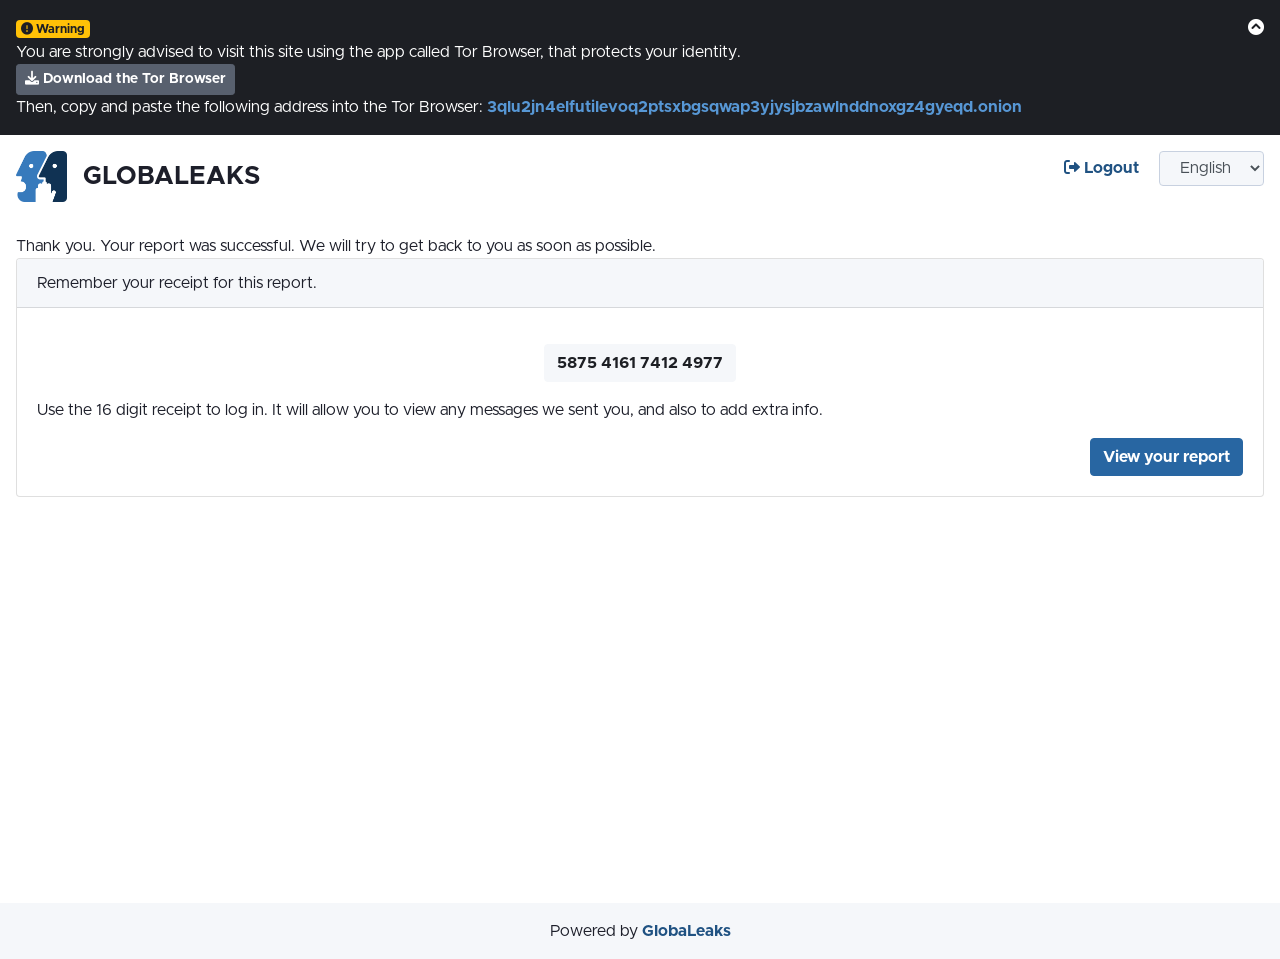 Warning
You are strongly advised to visit this site using the app called Tor Browser, that protects your identity.
Download the Tor Browser
Then, copy and paste the following address into the Tor Browser: 3qlu2jn4elfutilevoq2ptsxbgsqwap3yjysjbzawlnddnoxgz4gyeqd.onion
GLOBALEAKS
Logout
English
Thank you. Your report was successful. We will try to get back to you as soon as possible.
Remember your receipt for this report.
5875 4161 7412 4977
Use the 16 digit receipt to log in. It will allow you to view any messages we sent you, and also to add extra info.
View your report
Powered by GlobaLeaks